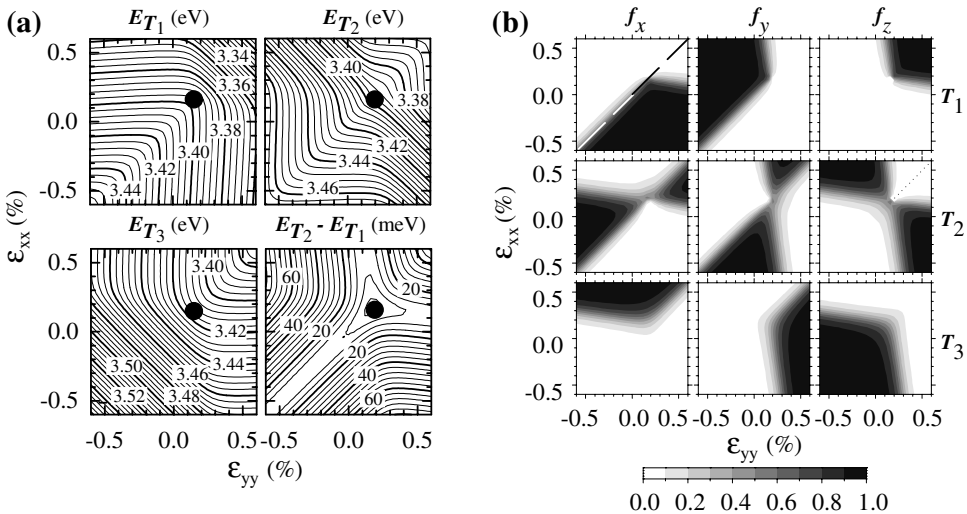 (a)
E_T1 (eV)
E_T2 (eV)
0.5
0.0
-0.5
3.34
3.36
3.38
3.40
3.42
3.44
3.40
3.38
3.42
3.44
3.46
E_T3 (eV)
E_T2 - E_T1 (meV)
0.5
0.0
-0.5
3.40
3.42
3.44
3.46
3.48
3.50
3.52
60
20
40
20
20
40
60
ε_xx (%)
-0.5 0.0 0.5
-0.5 0.0 0.5
ε_yy (%)
(b)
f_x f_y f_z
0.5
0.0
-0.5
T_1
0.5
0.0
-0.5
T_2
0.5
0.0
-0.5
T_3
ε_xx (%)
-0.5 0.0 0.5
-0.5 0.0 0.5
-0.5 0.0 0.5
ε_yy (%)
0.0 0.2 0.4 0.6 0.8 1.0